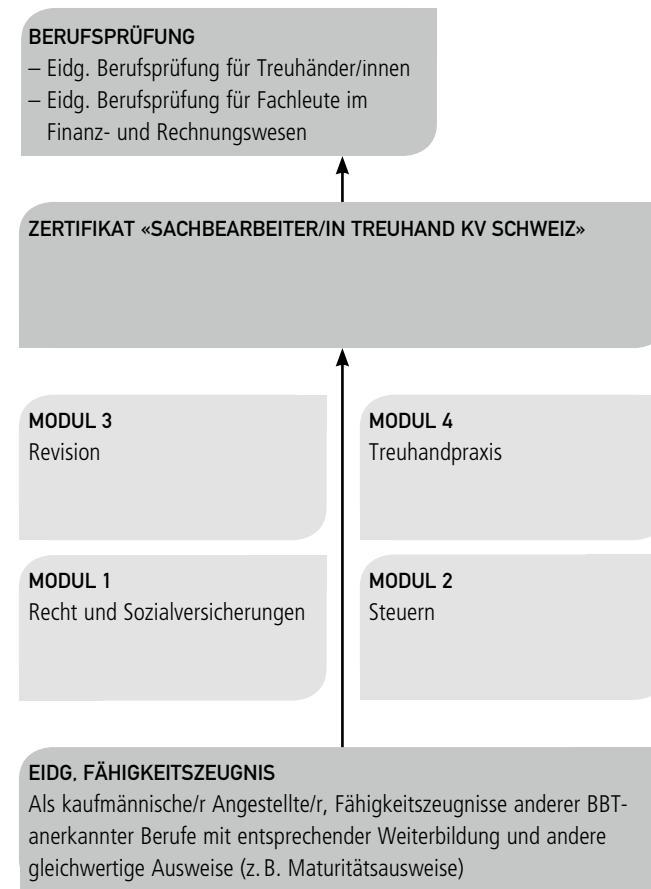 BERUFSPRÜFUNG
– Eidg. Berufsprüfung für Treuhänder/innen
– Eidg. Berufsprüfung für Fachleute im
Finanz- und Rechnungswesen
ZERTIFIKAT «SACHBEARBEITER/IN TREUHAND KV SCHWEIZ»
MODUL 3
Revision
MODUL 4
Treuhandpraxis
MODUL 1
Recht und Sozialversicherungen
MODUL 2
Steuern
EIDG, FÄHIGKEITSZEUGNIS
Als kaufmännische/r Angestellte/r, Fähigkeitszeugnisse anderer BBT-
anerkannter Berufe mit entsprechender Weiterbildung und andere
gleichwertige Ausweise (z. B. Maturitätsausweise)